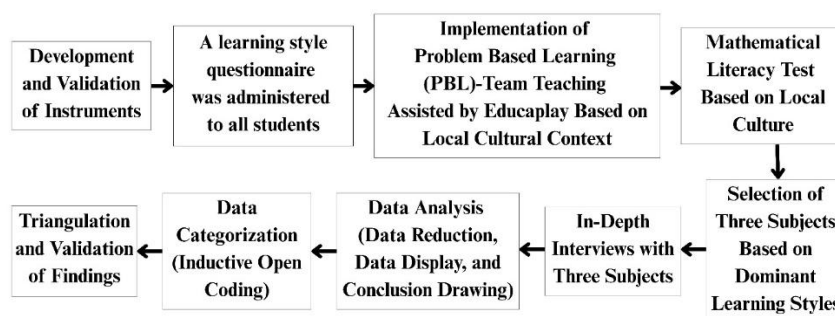 Development
and Validation
of Instruments
A learning style
questionnaire
was administered
to all students
Implementation of
Problem Based Learning
(PBL)-Team Teaching
Assisted by Educaplay Based on
Local Cultural Context
Mathematical
Literacy Test
Based on Local
Culture
Selection of
Three Subjects
Based on
Dominant
Learning Styles
In-Depth
Interviews with
Three Subjects
Data Analysis
(Data Reduction,
Data Display, and
Conclusion Drawing)
Data
Categorization
(Inductive Open
Coding)
Triangulation
and Validation
of Findings